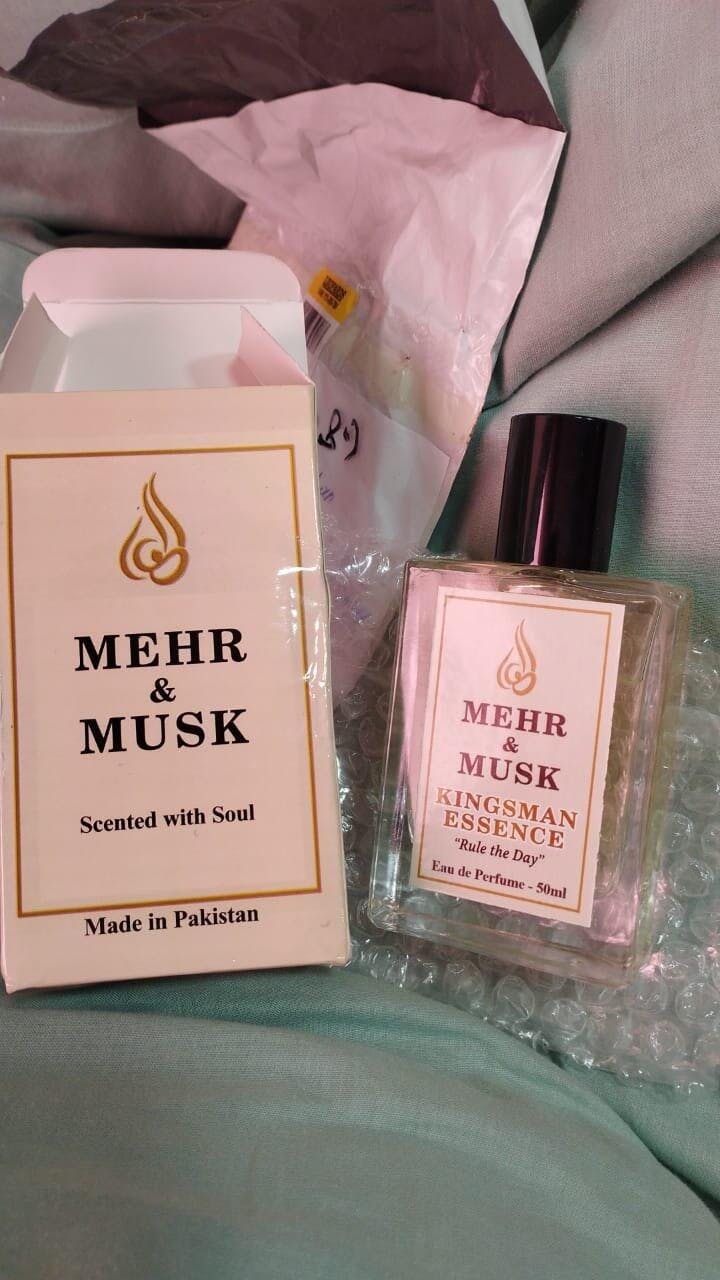 MEHR
&
MUSK
Scented with Soul
Made in Pakistan
MEHR
&
MUSK
KINGSMAN
ESSENCE
“Rule the Day”
Eau de Perfume - 50ml